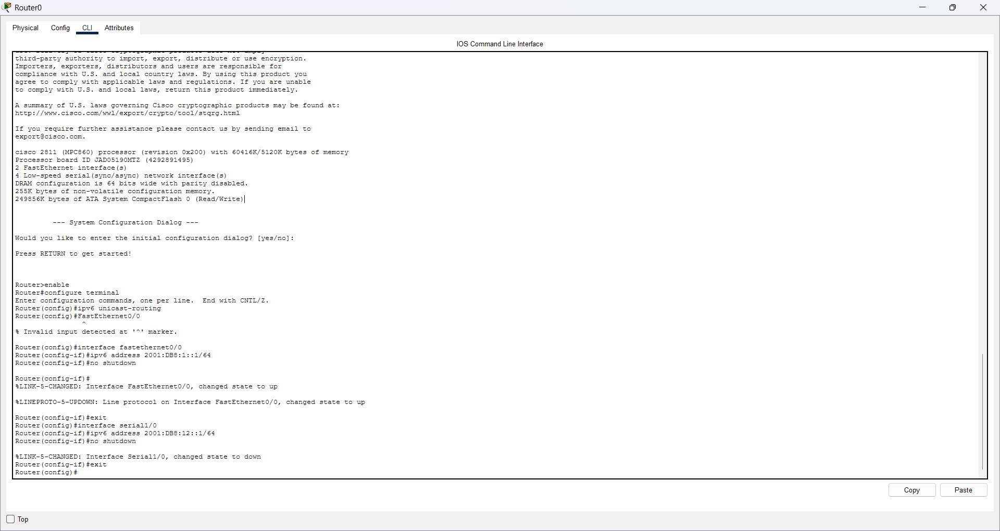 Router0
Physical Config CLI Attributes
IOS Command Line Interface
third-party authority to import, export, distribute or use encryption.
Importers, exporters, distributors and users are responsible for
compliance with U.S. and local country laws. By using this product you
agree to comply with applicable laws and regulations. If you are unable
to comply with U.S. and local laws, return this product immediately.
A summary of U.S. laws governing Cisco cryptographic products may be found at:
http://www.cisco.com/wwl/export/crypto/tool/stqrg.html
If you require further assistance please contact us by sending email to
export@cisco.com.
cisco 2811 (MPC860) processor (revision 0x200) with 60416K/5120K bytes of memory
Processor board ID JAD05190MTZ (4292891495)
2 FastEthernet interface(s)
4 Low-speed serial(sync/async) network interface(s)
DRAM configuration is 64 bits wide with parity disabled.
255K bytes of non-volatile configuration memory.
249856K bytes of ATA System CompactFlash 0 (Read/Write)
--- System Configuration Dialog ---
Would you like to enter the initial configuration dialog? [yes/no]:
Press RETURN to get started!
Router>enable
Router#configure terminal
Enter configuration commands, one per line.  End with CNTL/Z.
Router(config)#ipv6 unicast-routing
Router(config)#FastEthernet0/0
^
% Invalid input detected at '^' marker.
Router(config)#interface fastethernet0/0
Router(config-if)#ipv6 address 2001:DB8:1::1/64
Router(config-if)#no shutdown
Router(config-if)#
%LINK-5-CHANGED: Interface FastEthernet0/0, changed state to up
%LINEPROTO-5-UPDOWN: Line protocol on Interface FastEthernet0/0, changed state to up
Router(config-if)#exit
Router(config)#interface serial1/0
Router(config-if)#ipv6 address 2001:DB8:12::1/64
Router(config-if)#no shutdown
%LINK-5-CHANGED: Interface Serial1/0, changed state to down
Router(config-if)#exit
Router(config)#
Copy Paste
Top